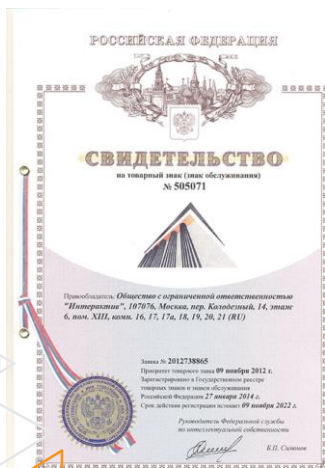 РОССИЙСКАЯ ФЕДЕРАЦИЯ
СВИДЕТЕЛЬСТВО
на товарный знак (знак обслуживания)
№ 505071
Правообладатель: Общество с ограниченной ответственностью
"Интерактив", 107076, Москва, пер. Колодезный, 14, этаж
6, пом. XIII, комн. 16, 17, 17а, 18, 19, 20, 21 (RU)
Заявка № 2012738865
Приоритет товарного знака 09 ноября 2012 г.
Зарегистрировано в Государственном реестре
товарных знаков и знаков обслуживания
Российской Федерации 27 января 2014 г.
Срок действия регистрации истекает 09 ноября 2022 г.
Руководитель Федеральной службы
по интеллектуальной собственности
Б.П. Симонов